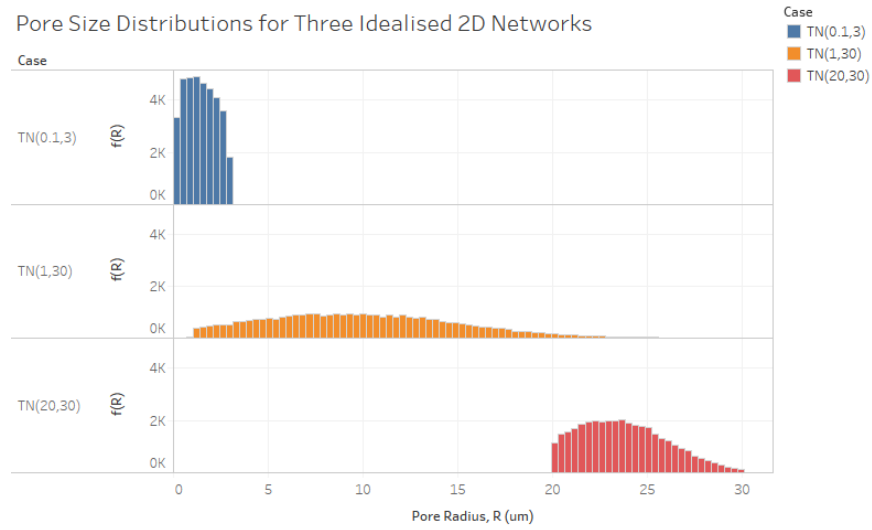 Pore Size Distributions for Three Idealised 2D Networks
Case
TN(0.1,3)
TN(1,30)
TN(20,30)
Case
TN(0.1,3)
f(R)
4K
2K
0K
TN(1,30)
f(R)
4K
2K
0K
TN(20,30)
f(R)
4K
2K
0K
0 5 10 15 20 25 30
Pore Radius, R (um)